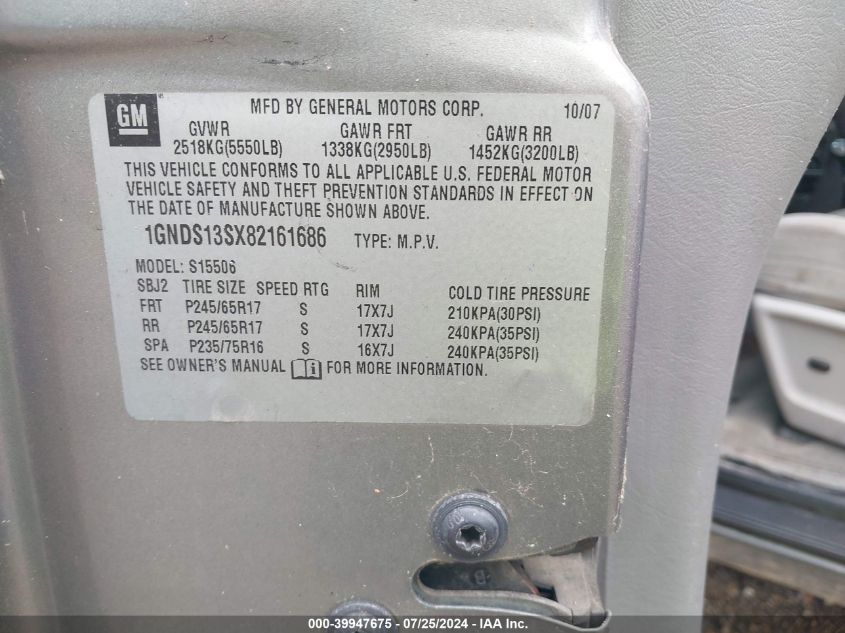 GM
MFD BY GENERAL MOTORS CORP. 10/07
GVWR GAWR FRT GAWR RR
2518KG(5550LB) 1338KG(2950LB) 1452KG(3200LB)
THIS VEHICLE CONFORMS TO ALL APPLICABLE U.S. FEDERAL MOTOR
VEHICLE SAFETY AND THEFT PREVENTION STANDARDS IN EFFECT ON
THE DATE OF MANUFACTURE SHOWN ABOVE.
1GNDS13SX82161686 TYPE: M.P.V.
MODEL: S15506
SBJ2 TIRE SIZE SPEED RTG RIM COLD TIRE PRESSURE
FRT P245/65R17 S 17X7J 210KPA(30PSI)
RR P245/65R17 S 17X7J 240KPA(35PSI)
SPA P235/75R16 S 16X7J 240KPA(35PSI)
SEE OWNER'S MANUAL i FOR MORE INFORMATION.
000-39947675 - 07/25/2024 - IAA, Inc.